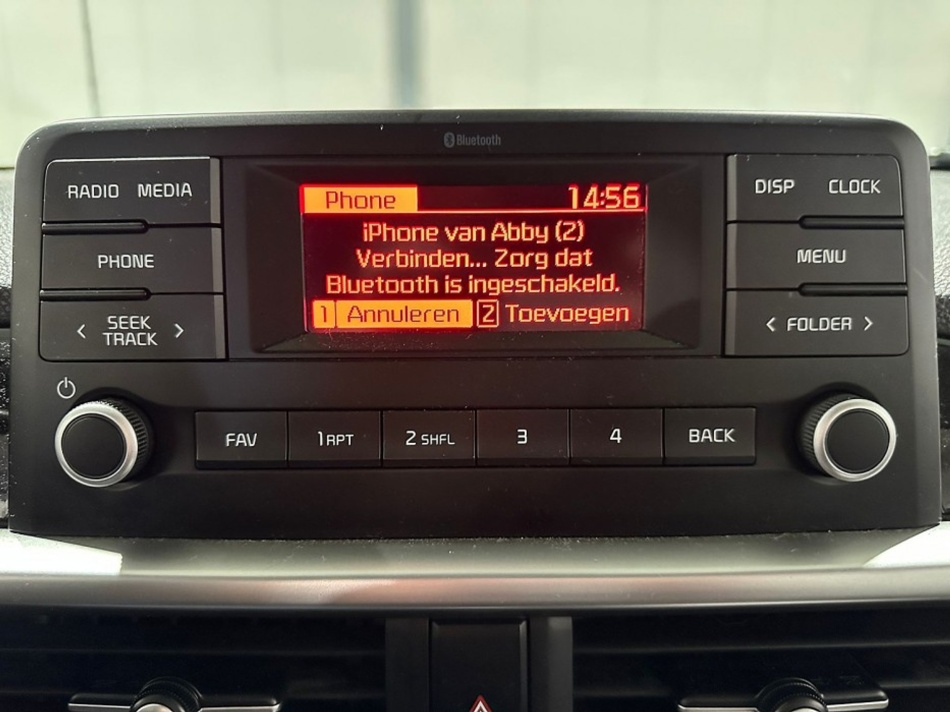 Bluetooth
RADIO MEDIA
PHONE
< SEEK >
TRACK
Phone 14:56
iPhone van Abby (2)
Verbinden... Zorg dat
Bluetooth is ingeschakeld.
1 Annuleren 2 Toevoegen
DISP CLOCK
MENU
< FOLDER >
FAV 1 RPT 2 SHFL 3 4 BACK